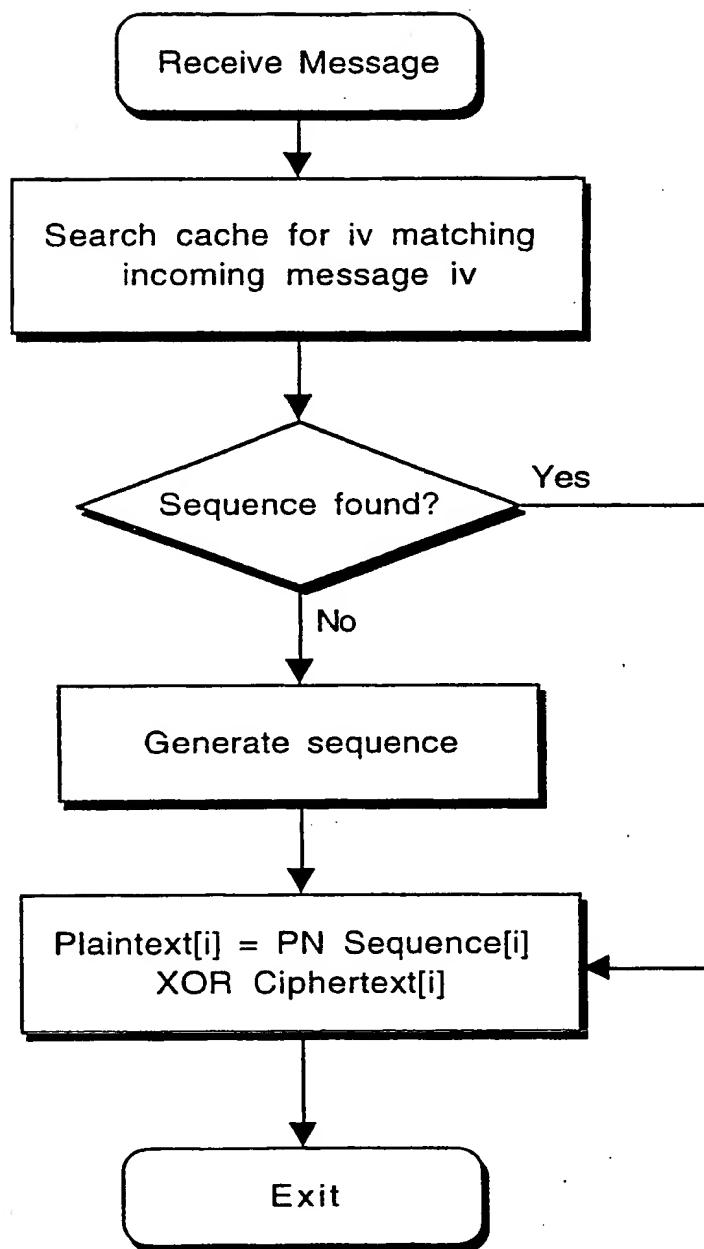 Receive Message
Search cache for iv matching
incoming message iv
Sequence found?
Yes
No
Generate sequence
Plaintext[i] = PN Sequence[i]
XOR Ciphertext[i]
Exit